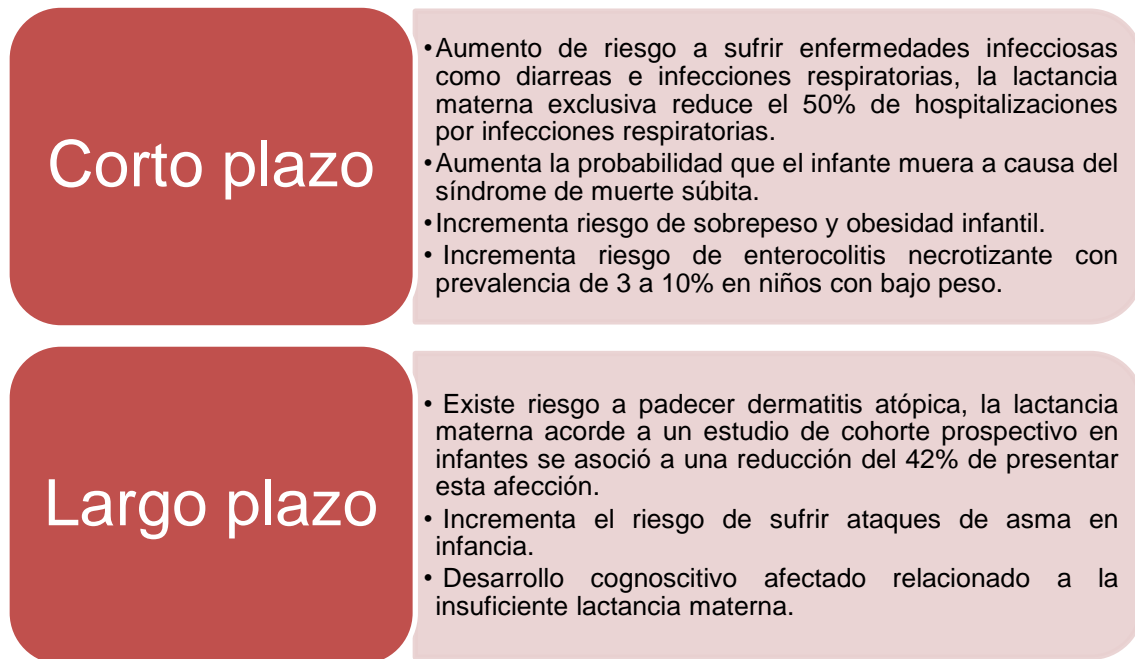 Corto plazo
•Aumento de riesgo a sufrir enfermedades infecciosas
como diarreas e infecciones respiratorias, la lactancia
materna exclusiva reduce el 50% de hospitalizaciones
por infecciones respiratorias.
•Aumenta la probabilidad que el infante muera a causa del
síndrome de muerte súbita.
•Incrementa riesgo de sobrepeso y obesidad infantil.
• Incrementa riesgo de enterocolitis necrotizante con
prevalencia de 3 a 10% en niños con bajo peso.
Largo plazo
• Existe riesgo a padecer dermatitis atópica, la lactancia
materna acorde a un estudio de cohorte prospectivo en
infantes se asoció a una reducción del 42% de presentar
esta afección.
• Incrementa el riesgo de sufrir ataques de asma en
infancia.
• Desarrollo cognoscitivo afectado relacionado a la
insuficiente lactancia materna.